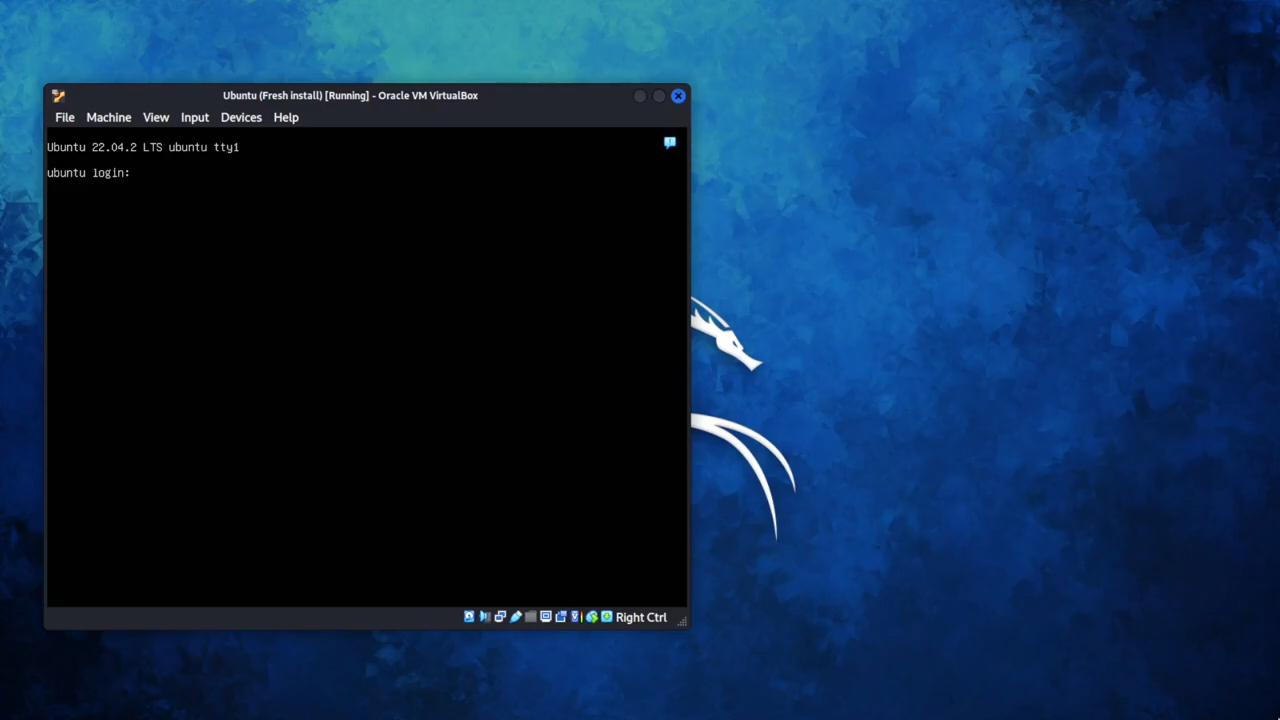 Ubuntu (Fresh install) [Running] - Oracle VM VirtualBox
File Machine View Input Devices Help
Ubuntu 22.04.2 LTS ubuntu tty1
ubuntu login:
Right Ctrl